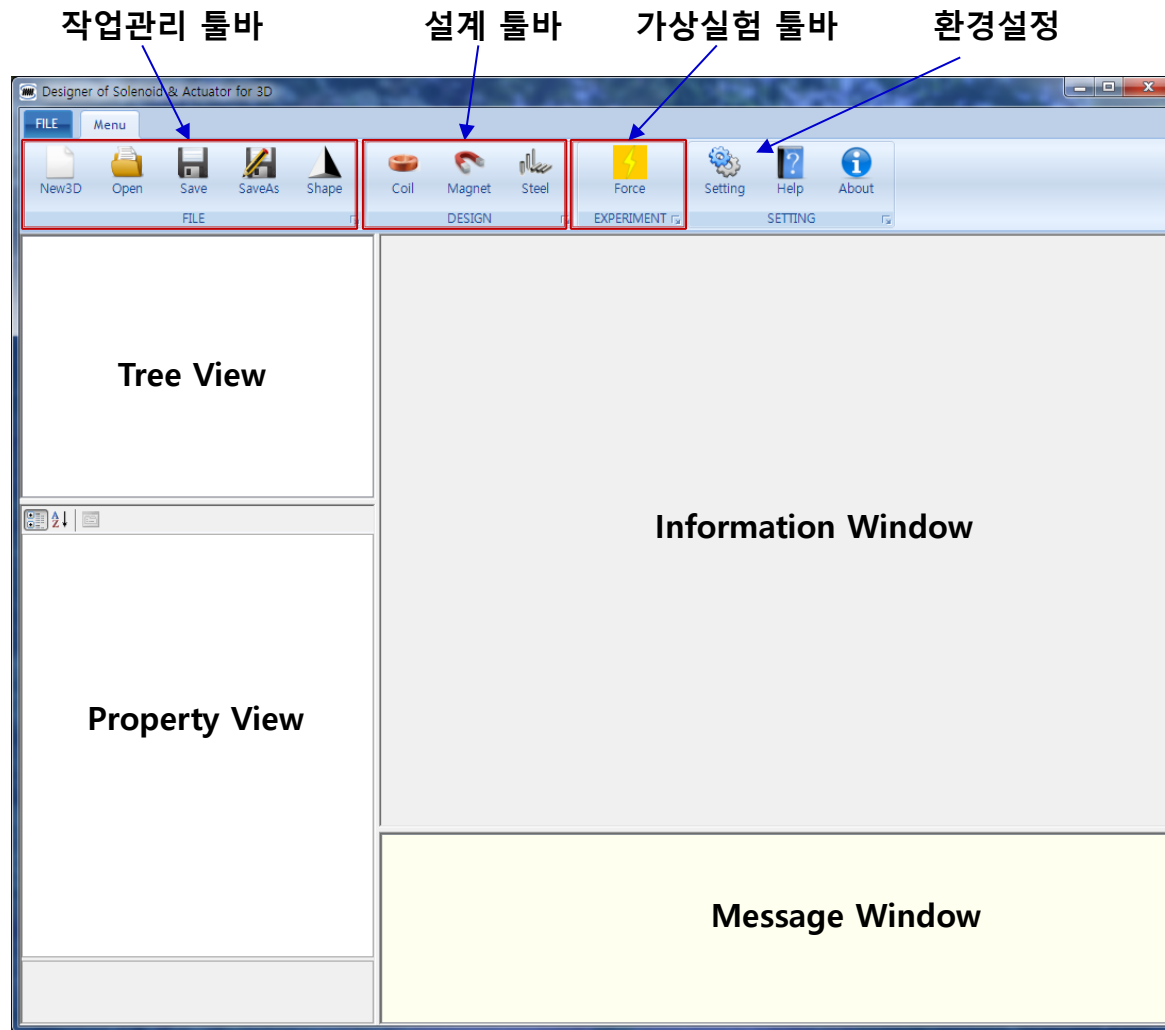 작업관리 툴바
설계 툴바
가상실험 툴바
환경설정
Designer of Solenoid & Actuator for 3D
FILE Menu
New3D Open Save SaveAs Shape
Coil Magnet Steel
Force
Setting Help About
FILE
DESIGN
EXPERIMENT
SETTING
Tree View
Information Window
Property View
Message Window